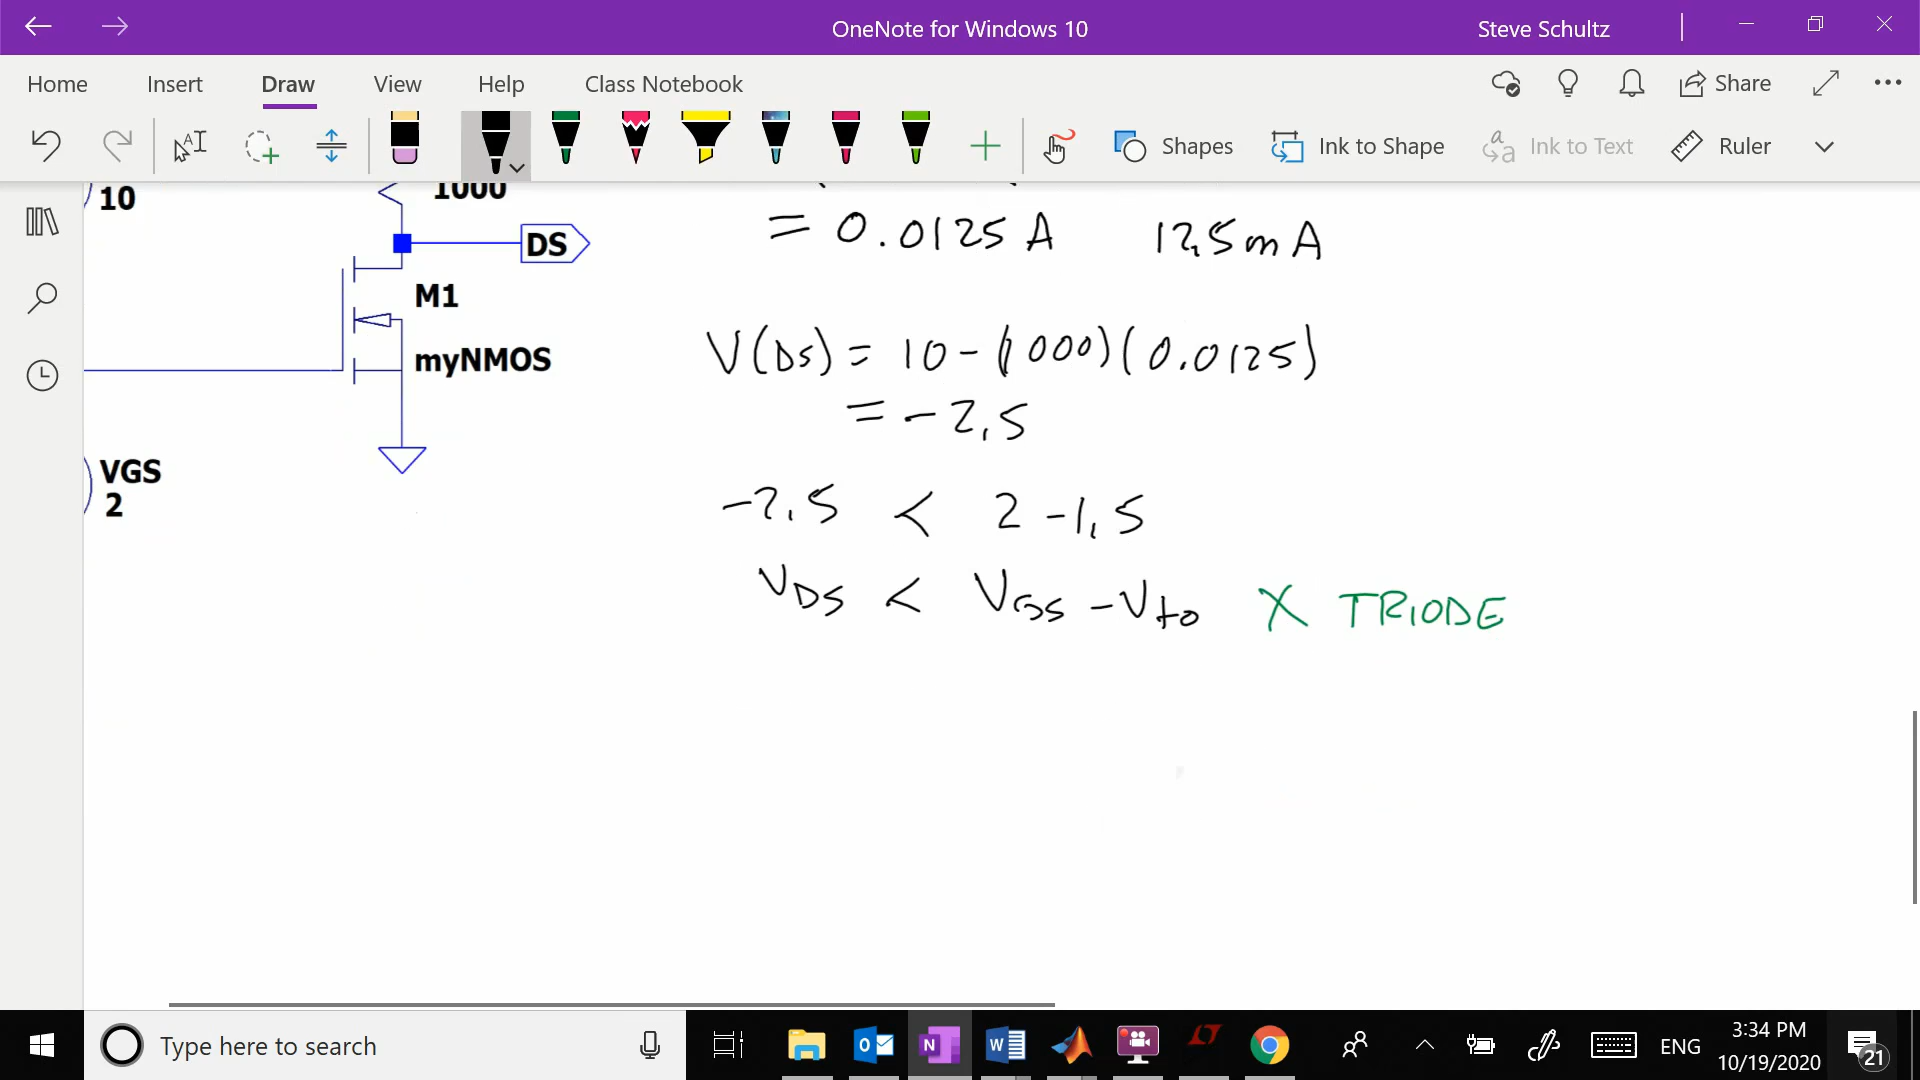 OneNote for Windows 10
Steve Schultz
Home Insert Draw View Help Class Notebook
Share
Shapes Ink to Shape Ink to Text Ruler
10
1000
DS
M1
myNMOS
VGS
2
= 0.0125 A 12.5 mA
V(DS) = 10 - (1000)(0.0125)
= -2.5
-2.5 < 2 - 1.5
VDS < VGS - Vto X TRIODE
Type here to search
ENG
3:34 PM
10/19/2020
21